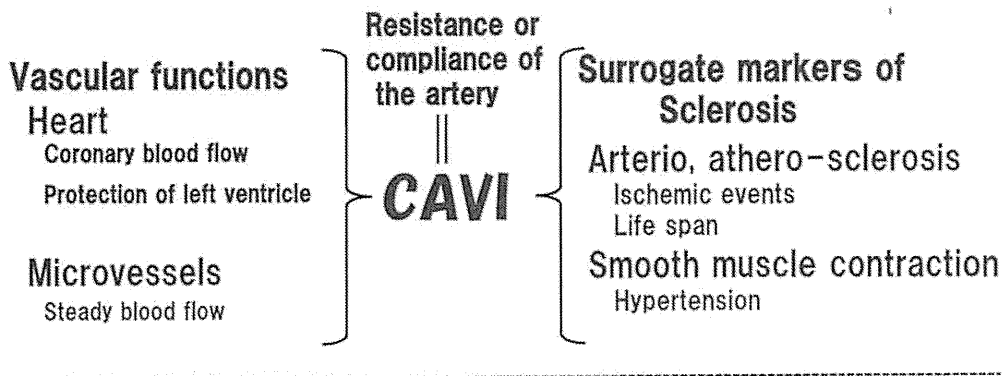 Resistance or
compliance of
the artery
||
CAVI
Vascular functions
Heart
Coronary blood flow
Protection of left ventricle
Microvessels
Steady blood flow
Surrogate markers of
Sclerosis
Arterio, athero-sclerosis
Ischemic events
Life span
Smooth muscle contraction
Hypertension